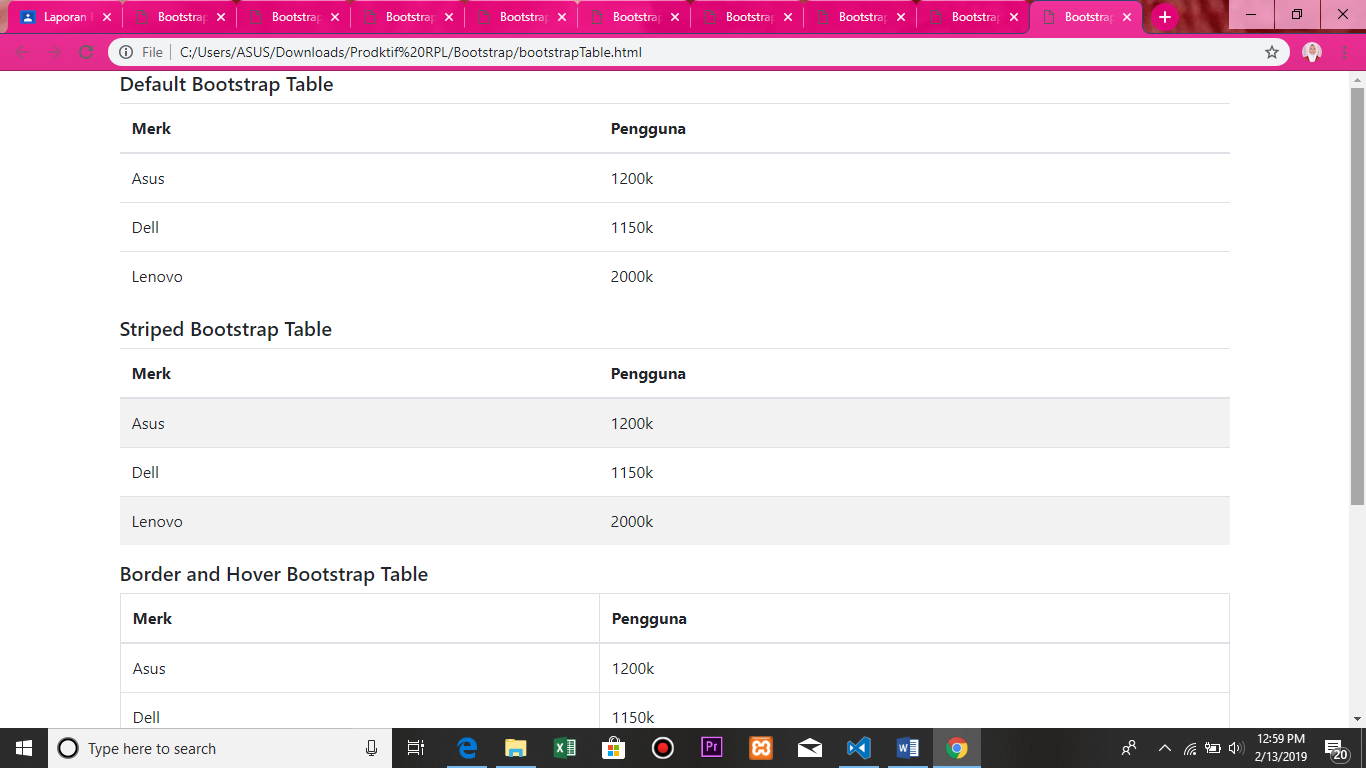 Laporan Bootstrap Bootstrap Bootstrap Bootstrap Bootstrap Bootstrap Bootstrap Bootstrap Bootstrap
File C:/Users/ASUS/Downloads/Prodktif%20RPL/Bootstrap/bootstrapTable.html
Default Bootstrap Table
Merk Pengguna
Asus 1200k
Dell 1150k
Lenovo 2000k
Striped Bootstrap Table
Merk Pengguna
Asus 1200k
Dell 1150k
Lenovo 2000k
Border and Hover Bootstrap Table
Merk Pengguna
Asus 1200k
Dell 1150k
Type here to search
Pr
12:59 PM
2/13/2019
20